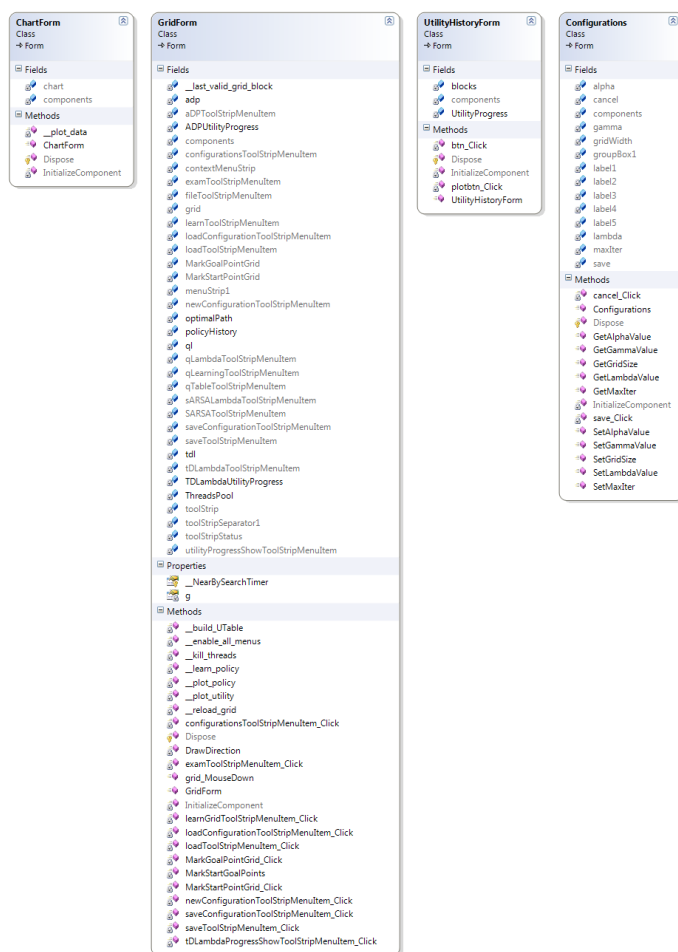 ChartForm
Class
Form
Fields
chart
components
Methods
__plot_data
ChartForm
Dispose
InitializeComponent
GridForm
Class
Form
Fields
__last_valid_grid_block
adp
aDPToolStripMenuItem
ADPUtilityProgress
components
configurationsToolStripMenuItem
contextMenuStrip
examToolStripMenuItem
fileToolStripMenuItem
grid
learnToolStripMenuItem
loadConfigurationToolStripMenuItem
loadToolStripMenuItem
MarkGoalPointGrid
MarkStartPointGrid
menuStrip1
newConfigurationToolStripMenuItem
optimalPath
policyHistory
ql
qLambdaToolStripMenuItem
qLearningToolStripMenuItem
qTableToolStripMenuItem
sARSALambdaToolStripMenuItem
SARSAToolStripMenuItem
saveConfigurationToolStripMenuItem
saveToolStripMenuItem
tdl
tDLambdaToolStripMenuItem
TDLambdaUtilityProgress
ThreadsPool
toolStrip
toolStripSeparator1
toolStripStatus
utilityProgressShowToolStripMenuItem
Properties
__NearBySearchTimer
g
Methods
__build_UTable
__enable_all_menus
__kill_threads
__learn_policy
__plot_policy
__plot_utility
__reload_grid
configurationsToolStripMenuItem_Click
Dispose
DrawDirection
examToolStripMenuItem_Click
grid_MouseDown
GridForm
InitializeComponent
learnGridToolStripMenuItem_Click
loadConfigurationToolStripMenuItem_Click
loadToolStripMenuItem_Click
MarkGoalPointGrid_Click
MarkStartGoalPoints
MarkStartPointGrid_Click
newConfigurationToolStripMenuItem_Click
saveConfigurationToolStripMenuItem_Click
saveToolStripMenuItem_Click
tDLambdaProgressShowToolStripMenuItem_Click
UtilityHistoryForm
Class
Form
Fields
blocks
components
UtilityProgress
Methods
btn_Click
Dispose
InitializeComponent
plotbtn_Click
UtilityHistoryForm
Configurations
Class
Form
Fields
alpha
cancel
components
gamma
gridWidth
groupBox1
label1
label2
label3
label4
label5
lambda
maxIter
save
Methods
cancel_Click
Configurations
Dispose
GetAlphaValue
GetGammaValue
GetGridSize
GetLambdaValue
GetMaxIter
InitializeComponent
save_Click
SetAlphaValue
SetGammaValue
SetGridSize
SetLambdaValue
SetMaxIter